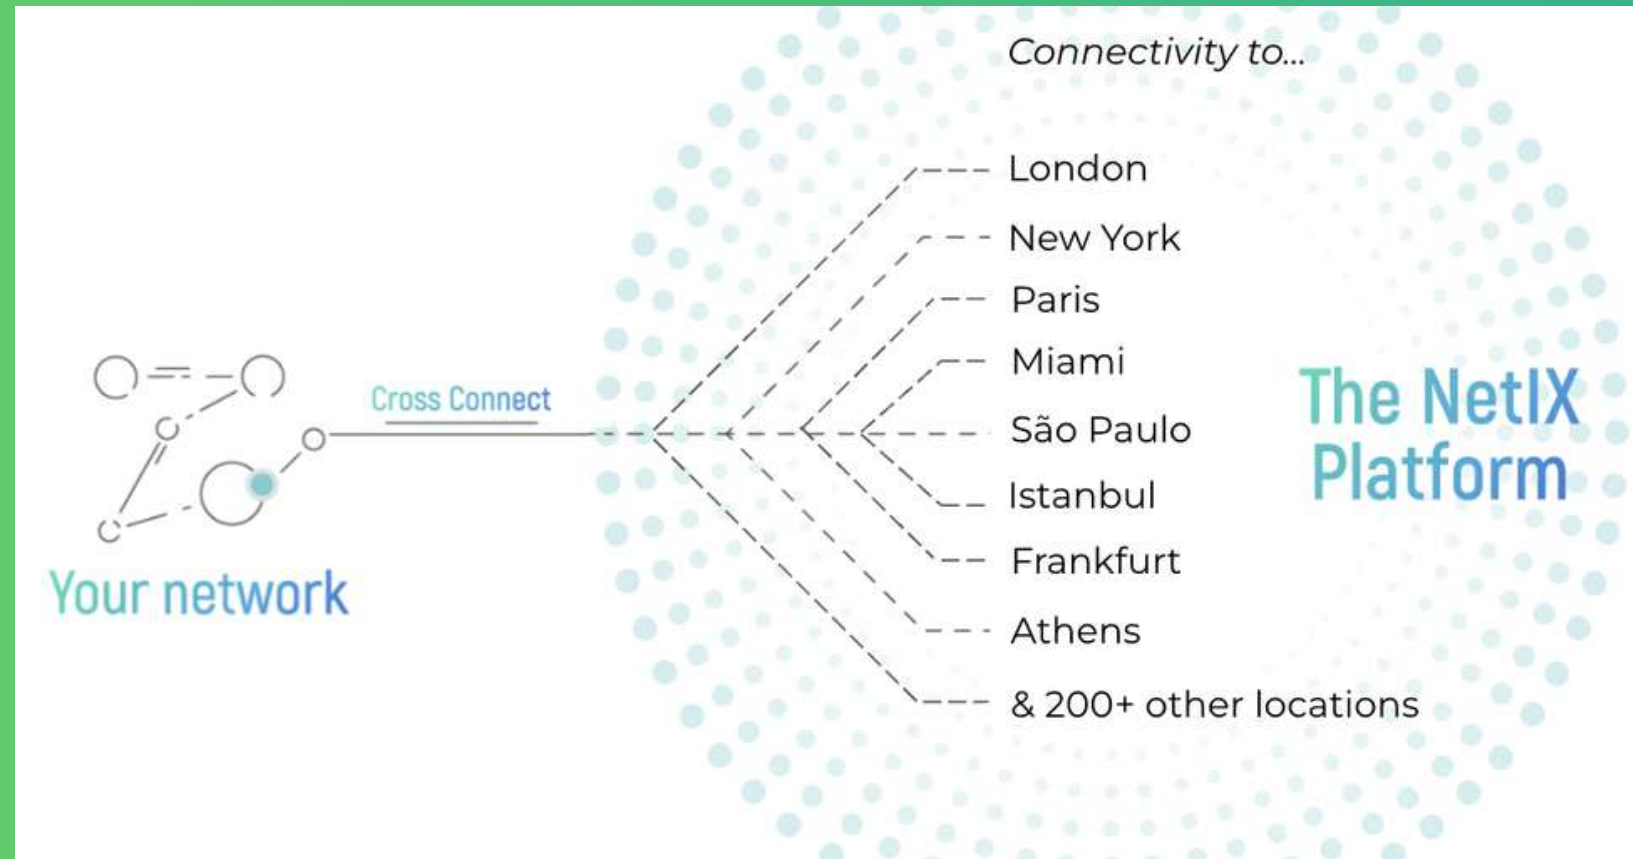 Connectivity to...
London
New York
Paris
Miami
São Paulo
Istanbul
Frankfurt
Athens
& 200+ other locations
Cross Connect
Your network
The NetIX
Platform